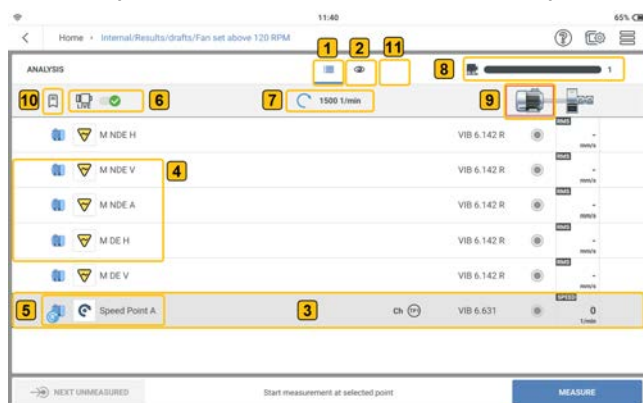 11:40
65%
Home • Internal/Results/drafts/Fan set above 120 RPM
1 2 11
ANALYSIS
8 1
10 LIVE 6 7 1500 1/min 9
M NDE H VIB 6.142 R RMS -
mm/s
M NDE V 4 VIB 6.142 R RMS -
mm/s
M NDE A VIB 6.142 R RMS -
mm/s
M DE H VIB 6.142 R RMS -
mm/s
M DE V VIB 6.142 R RMS -
mm/s
5 Speed Point A 3 Ch VIB 6.631 SPEED 0
1/min
NEXT UNMEASURED Start measurement at selected point MEASURE